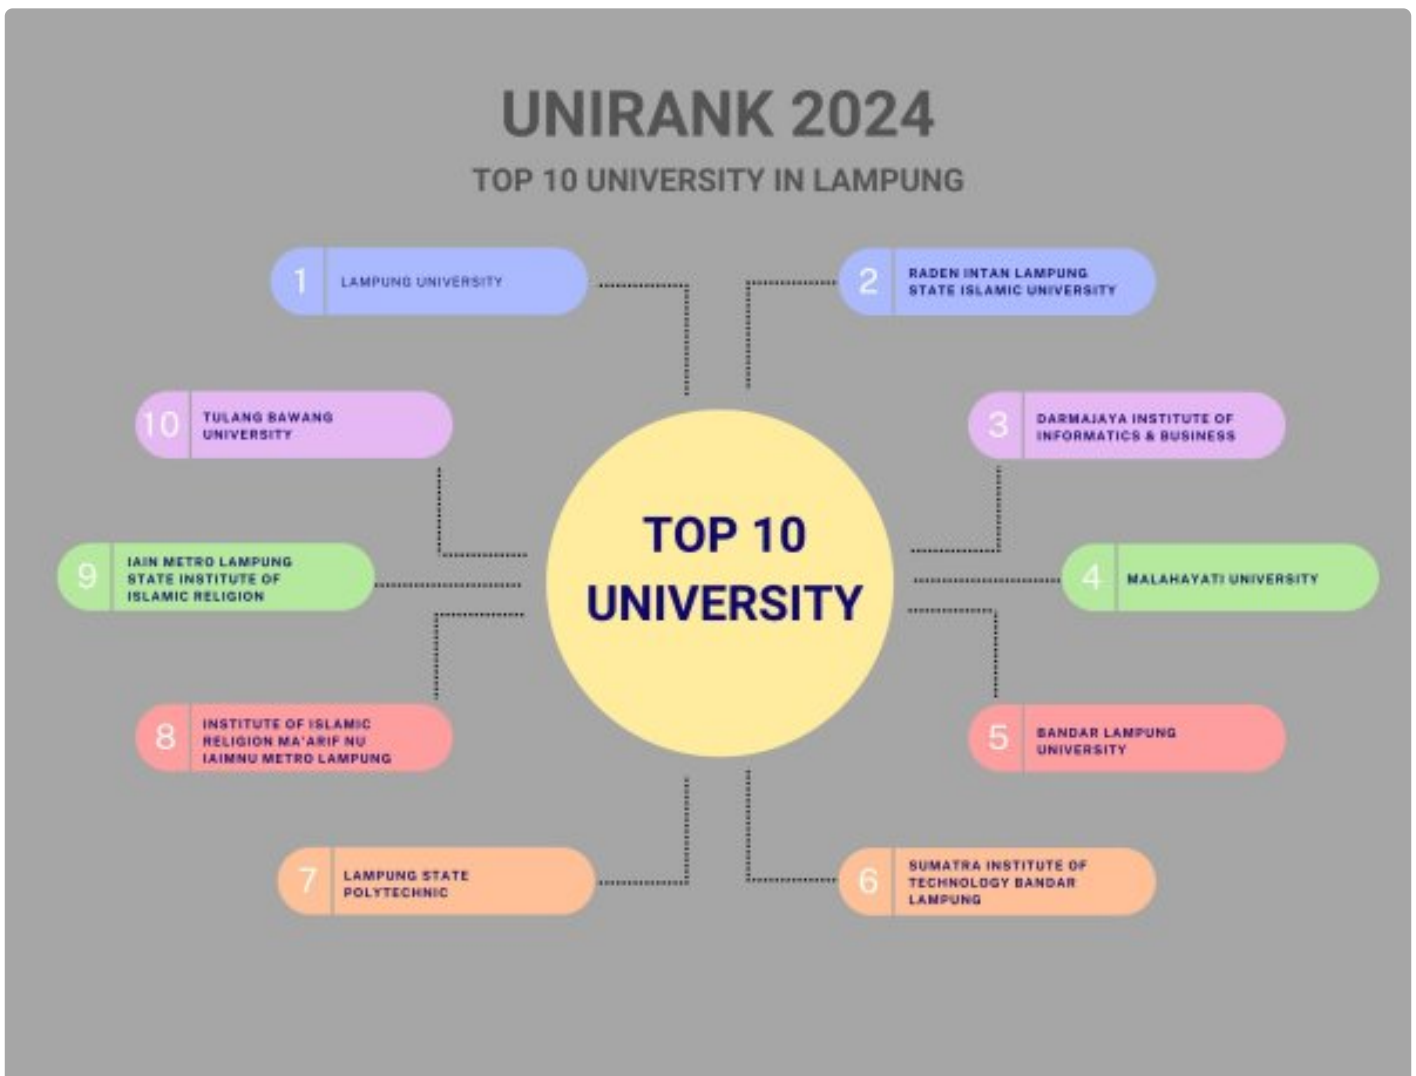 UNIRANK 2024
TOP 10 UNIVERSITY IN LAMPUNG
1
LAMPUNG UNIVERSITY
2
RADEN INTAN LAMPUNG
STATE ISLAMIC UNIVERSITY
3
DARMAJAYA INSTITUTE OF
INFORMATICS & BUSINESS
4
MALAHAYATI UNIVERSITY
5
BANDAR LAMPUNG
UNIVERSITY
6
SUMATRA INSTITUTE OF
TECHNOLOGY BANDAR
LAMPUNG
7
LAMPUNG STATE
POLYTECHNIC
8
INSTITUTE OF ISLAMIC
RELIGION MA'ARIF NU
IAIMNU METRO LAMPUNG
9
IAIN METRO LAMPUNG
STATE INSTITUTE OF
ISLAMIC RELIGION
10
TULANG BAWANG
UNIVERSITY
TOP 10
UNIVERSITY